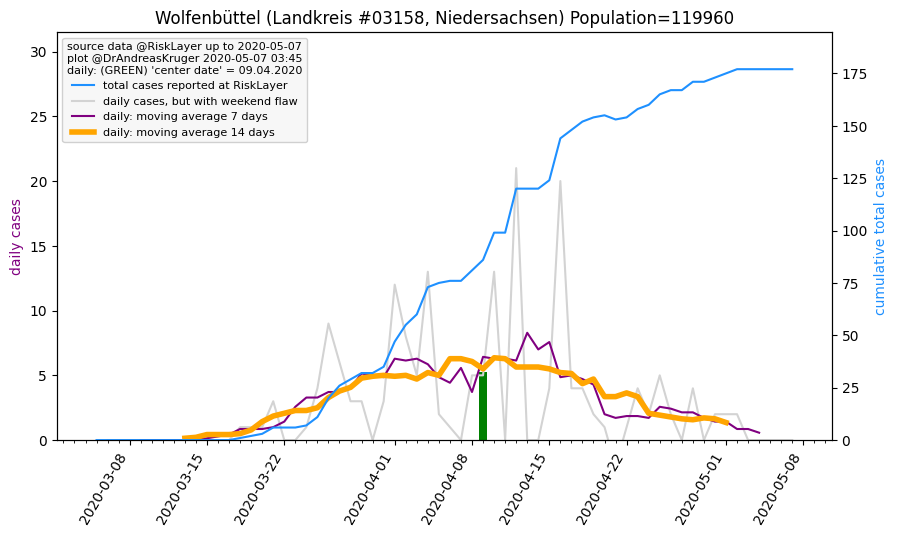 Wolfenbüttel (Landkreis #03158, Niedersachsen) Population=119960
source data @RiskLayer up to 2020-05-07
plot @DrAndreasKruger 2020-05-07 03:45
daily: (GREEN) 'center date' = 09.04.2020
total cases reported at RiskLayer
daily cases, but with weekend flaw
daily: moving average 7 days
daily: moving average 14 days
daily cases
30
25
20
15
10
5
0
cumulative total cases
175
150
125
100
75
50
25
0
2020-03-08
2020-03-15
2020-03-22
2020-04-01
2020-04-08
2020-04-15
2020-04-22
2020-05-01
2020-05-08